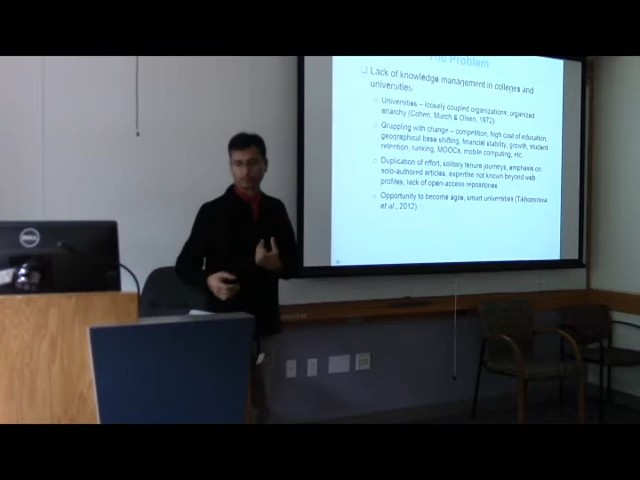 The Problem
Lack of knowledge management in colleges and
universities
Universities – loosely coupled organizations, organized
anarchy (Cohen, March & Olsen, 1972)
Grappling with change – competition, high cost of education,
geographical base shifting, financial stability, growth, student
retention, ranking, MOOCs, mobile computing, etc.
Duplication of effort, solitary tenure journeys, emphasis on
solo-authored articles, expertise not known beyond web
profiles, lack of open-access repositories
Opportunity to become agile, smart universities (Tikhomirova
et al., 2012)
DELL